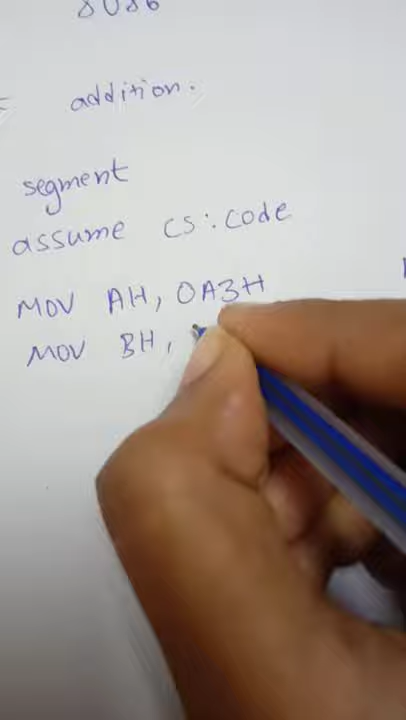 8086
addition.
segment
assume cs:code
MOV AH, 0A3H
MOV BH,